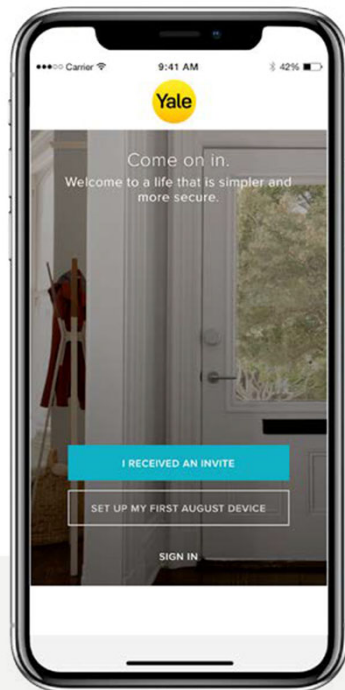 Carrier 9:41 AM 42%
Yale
Come on in.
Welcome to a life that is simpler and
more secure.
I RECEIVED AN INVITE
SET UP MY FIRST AUGUST DEVICE
SIGN IN